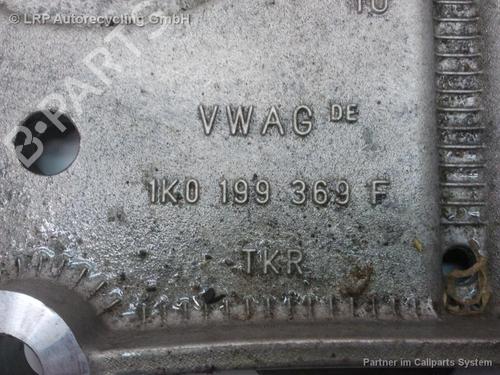 © LRP Autorecycling GmbH
10
B-PARTS
VWAG DE
1K0 199 369 F
TKR
Partner im Callparts System